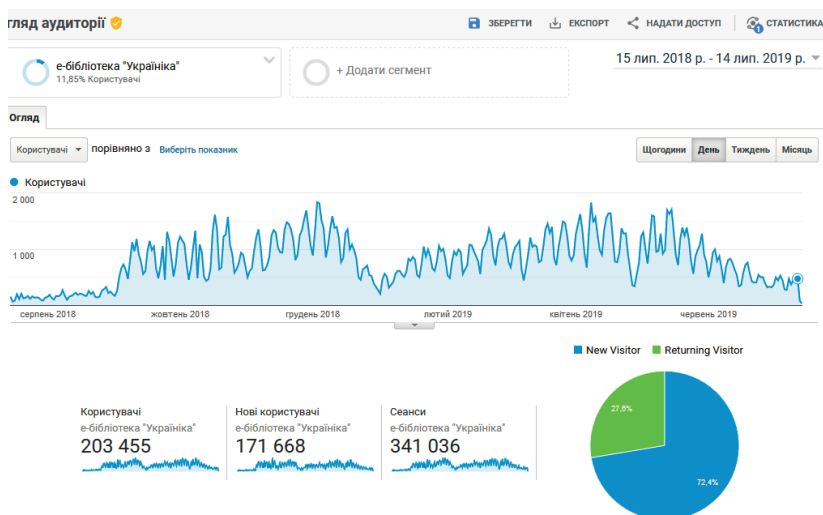 гляд аудиторії
ЗБЕРЕГТИ ЕКСПОРТ НАДАТИ ДОСТУП СТАТИСТИКА
1
е-бібліотека "Україніка"
11,85% Користувачі
+ Додати сегмент
15 лип. 2018 р. - 14 лип. 2019 р.
Огляд
Користувачі порівняно з Виберіть показник
Щогодини День Тиждень Місяць
Користувачі
2 000
1 000
серпень 2018 жовтень 2018 грудень 2018 лютий 2019 квітень 2019 червень 2019
New Visitor Returning Visitor
Користувачі
е-бібліотека "Україніка"
203 455
Нові користувачі
е-бібліотека "Україніка"
171 668
Сеанси
е-бібліотека "Україніка"
341 036
27,6%
72,4%